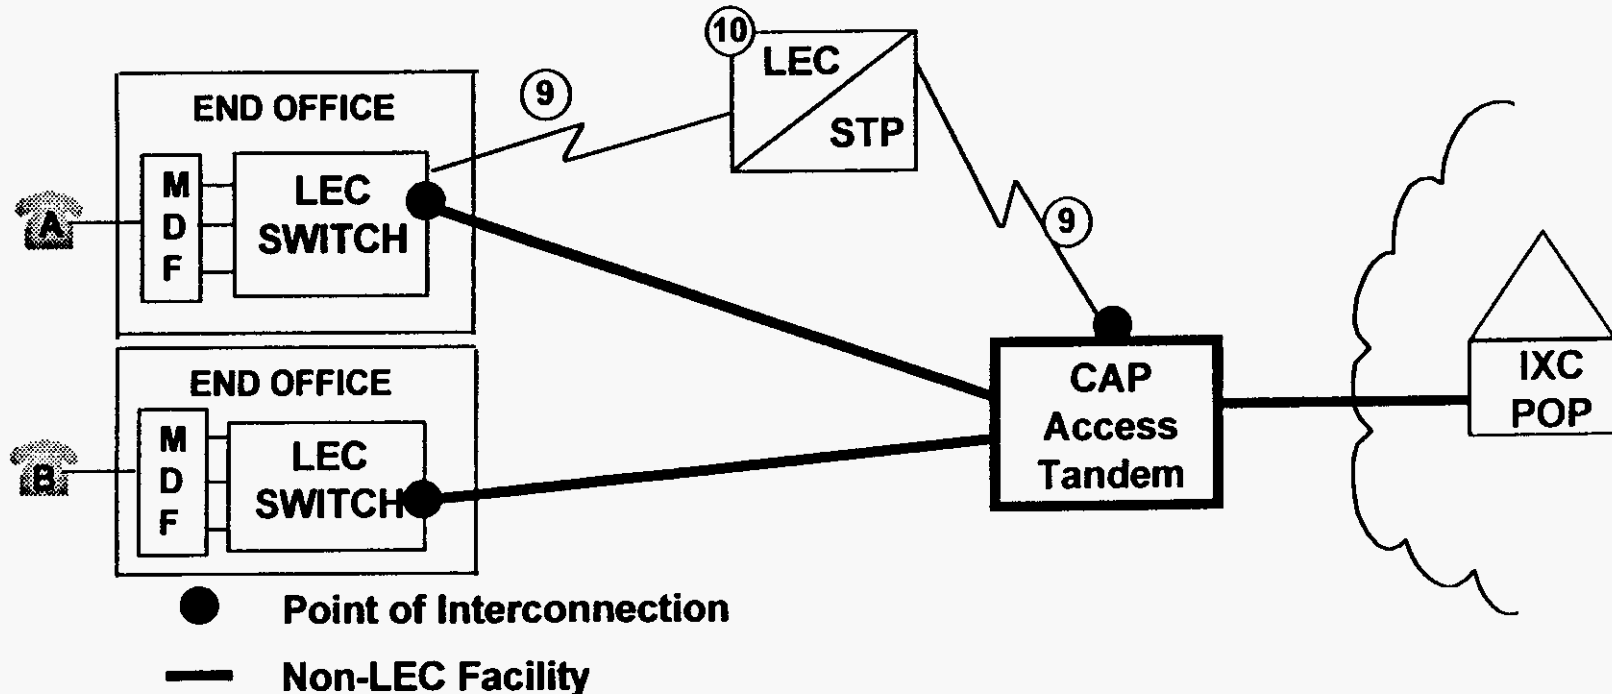 10
LEC
STP
9
9
END OFFICE
M
D
F
LEC
SWITCH
A
END OFFICE
M
D
F
LEC
SWITCH
B
CAP
Access
Tandem
IXC
POP
Point of Interconnection
Non-LEC Facility